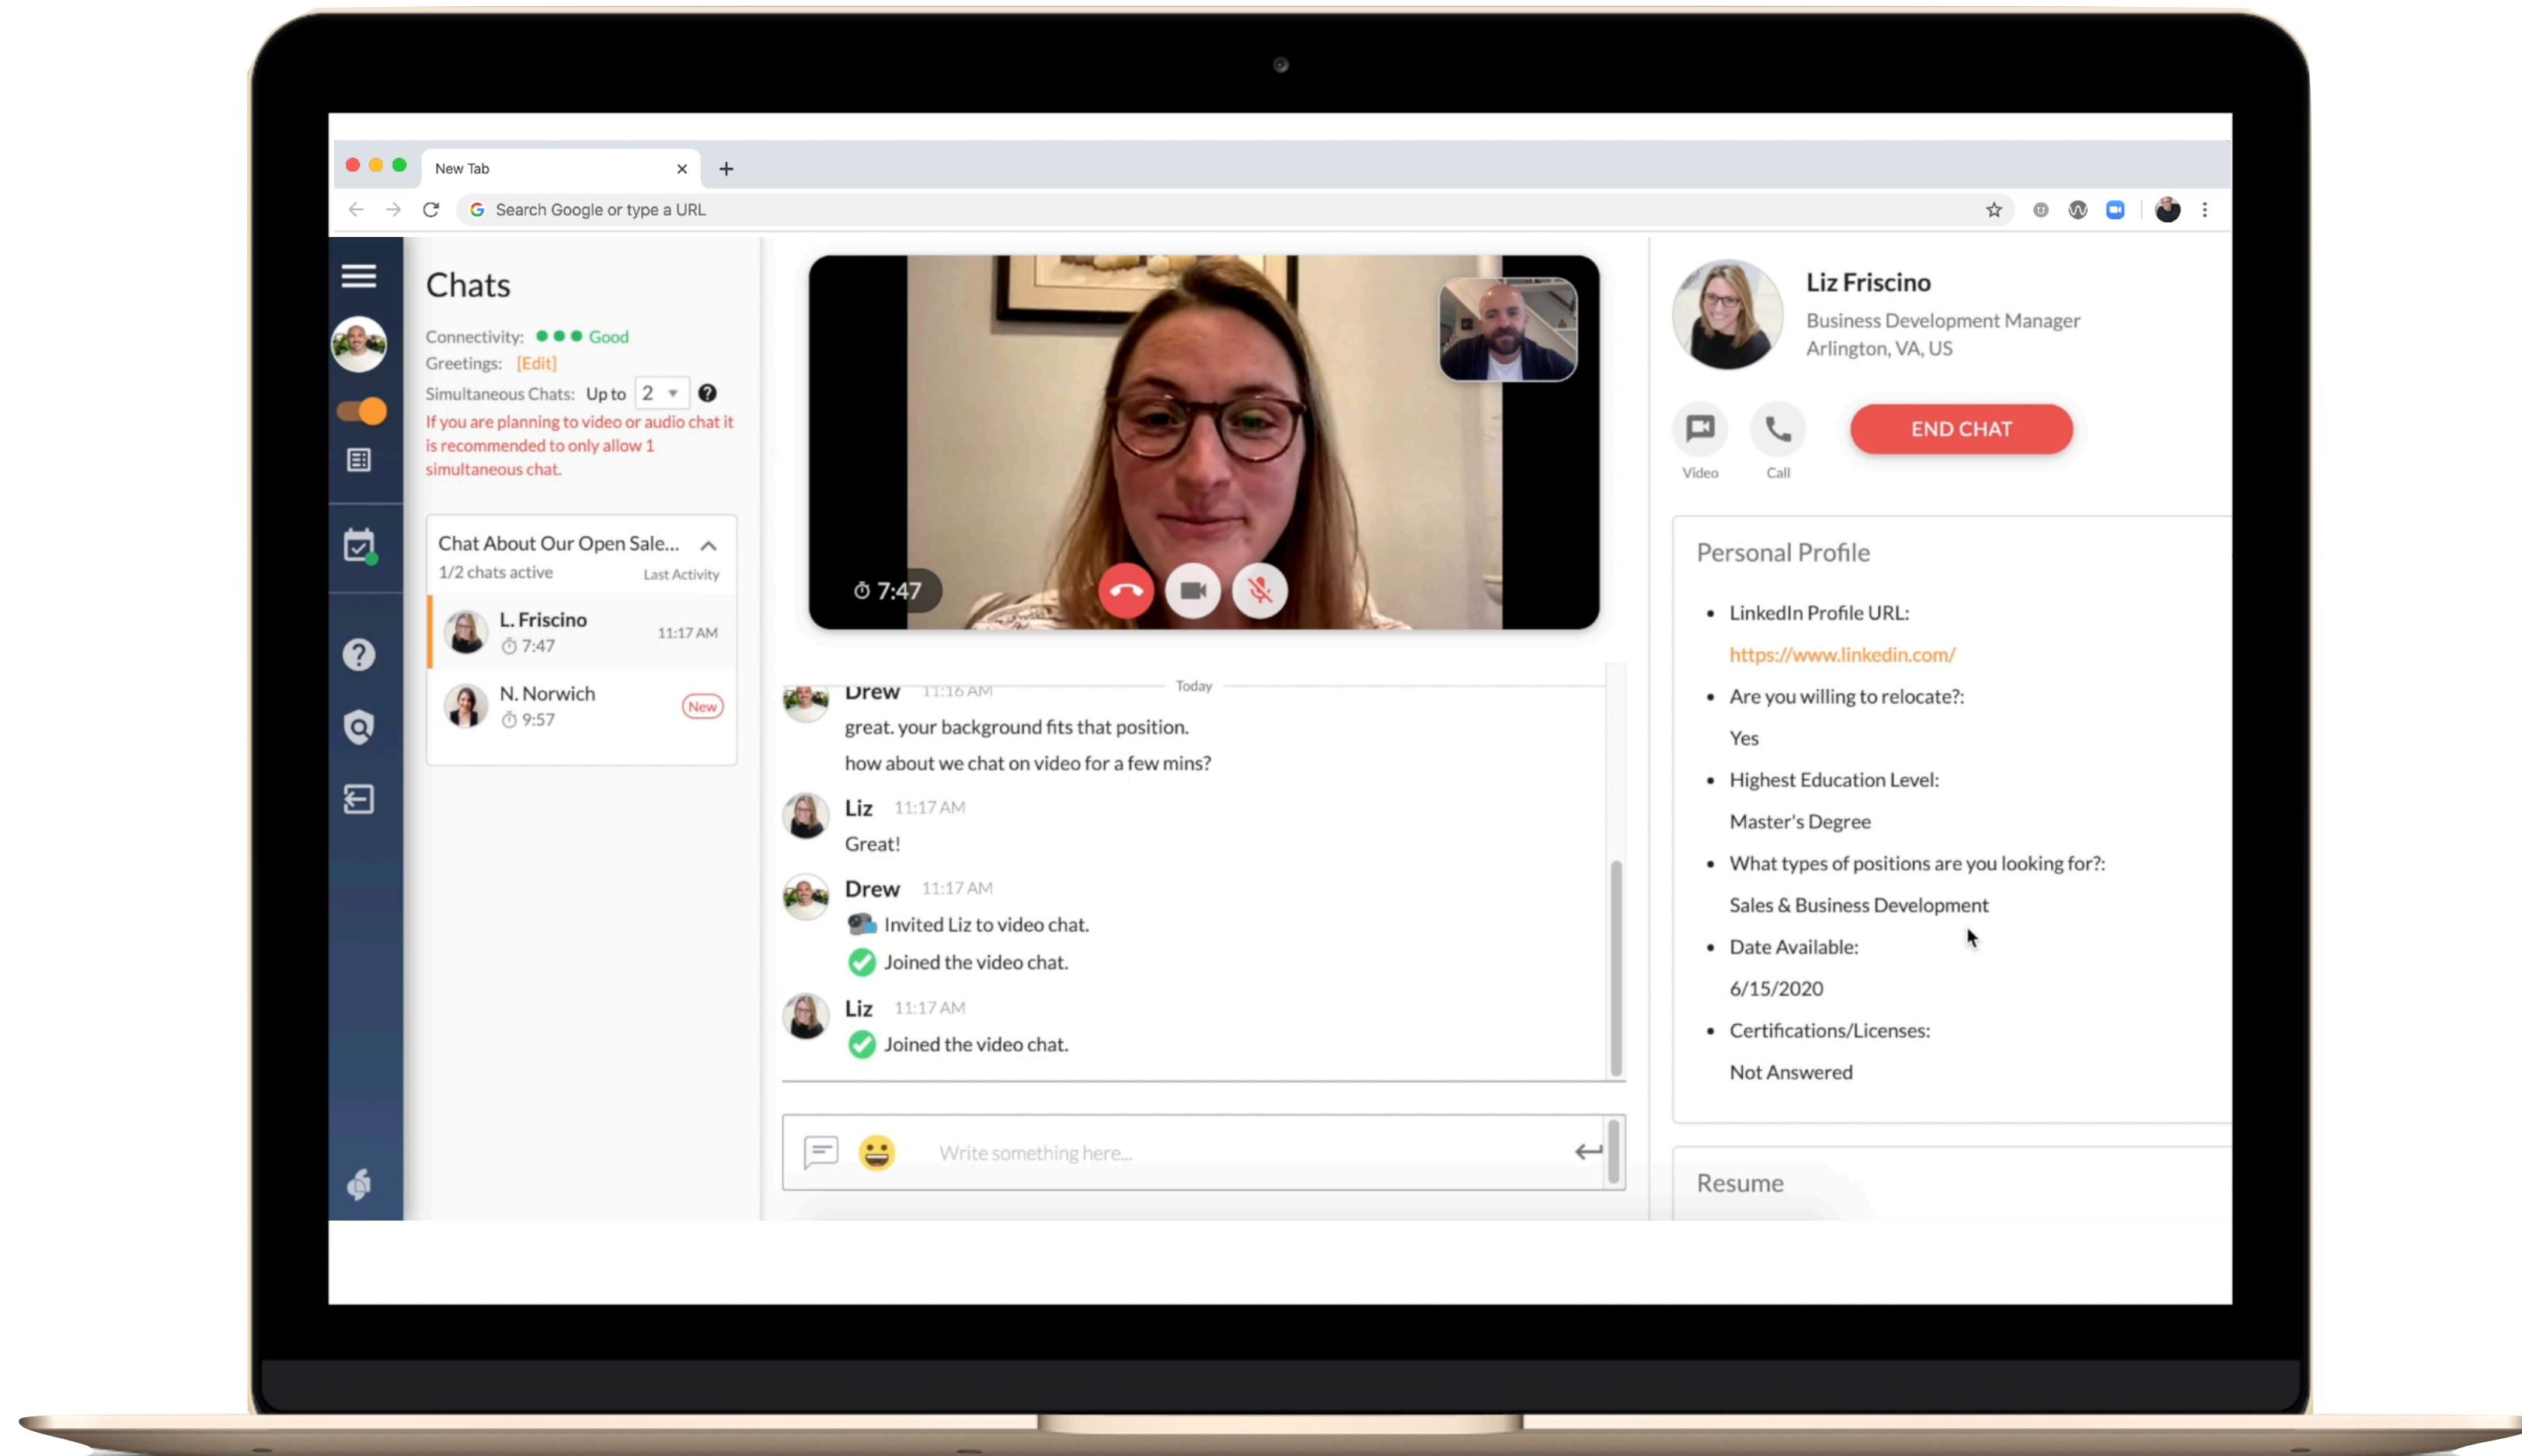 New Tab
Search Google or type a URL
Chats
Connectivity: Good
Greetings: [Edit]
Simultaneous Chats: Up to 2
If you are planning to video or audio chat it
is recommended to only allow 1
simultaneous chat.
Chat About Our Open Sale...
1/2 chats active Last Activity
L. Friscino
7:47 11:17 AM
N. Norwich
9:57 New
7:47
Today
Drew 11:16 AM
great. your background fits that position.
how about we chat on video for a few mins?
Liz 11:17 AM
Great!
Drew 11:17 AM
Invited Liz to video chat.
Joined the video chat.
Liz 11:17 AM
Joined the video chat.
Write something here...
Liz Friscino
Business Development Manager
Arlington, VA, US
Video Call END CHAT
Personal Profile
• LinkedIn Profile URL:
https://www.linkedin.com/
• Are you willing to relocate?:
Yes
• Highest Education Level:
Master's Degree
• What types of positions are you looking for?:
Sales & Business Development
• Date Available:
6/15/2020
• Certifications/Licenses:
Not Answered
Resume